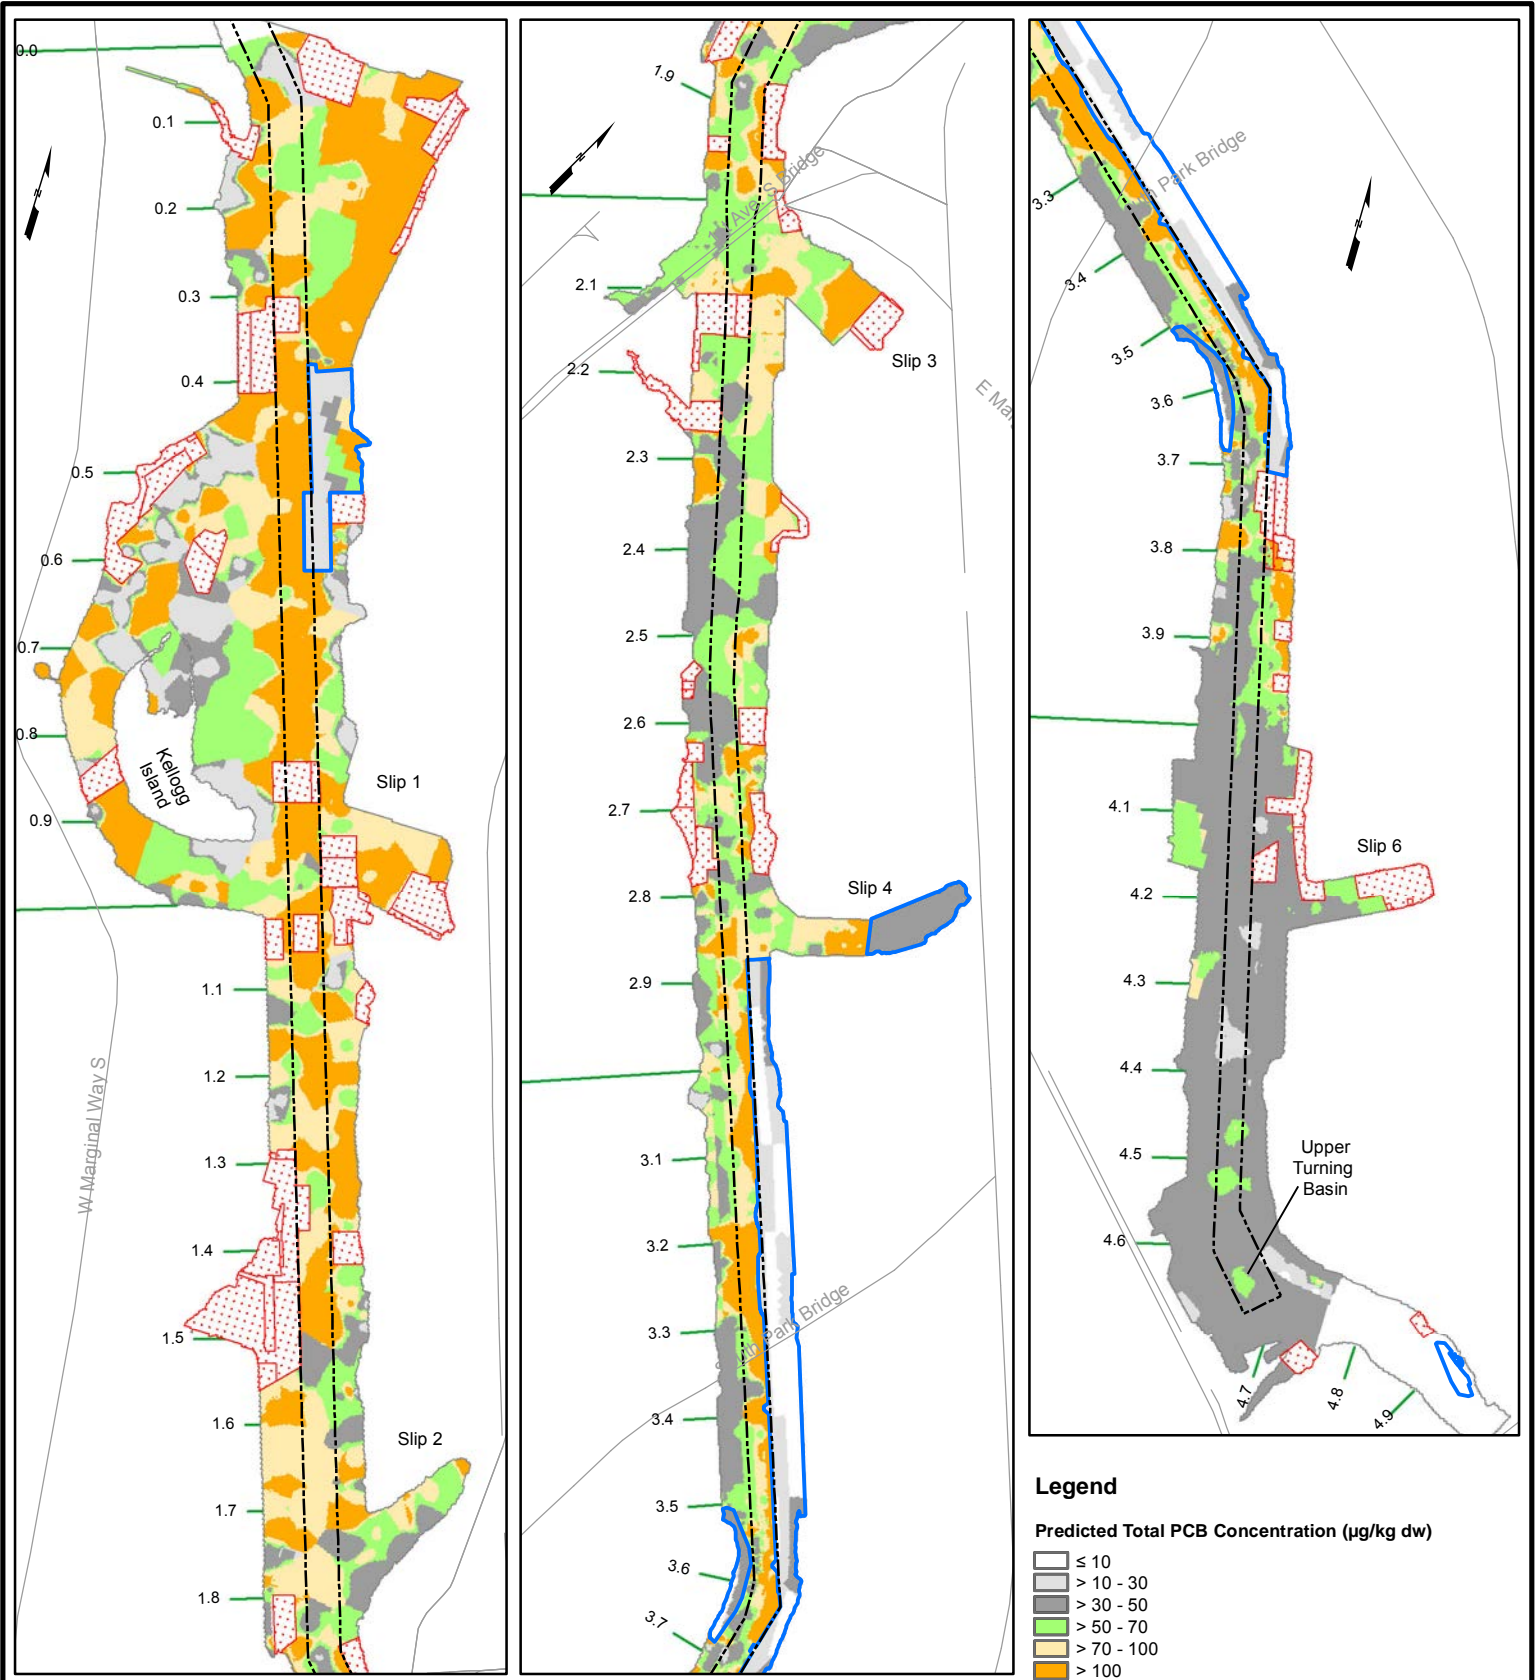 0.0
0.1
0.2
0.3
0.4
0.5
0.6
0.7
0.8
0.9
Kellogg
Island
Slip 1
W Marginal Way S
1.1
1.2
1.3
1.4
1.5
1.6
Slip 2
1.7
1.8
N
1.9
Ave S Bridge
2.1
2.2
Slip 3
E Mar
2.3
2.4
2.5
2.6
2.7
2.8
Slip 4
2.9
3.1
3.2
3.3
South Park Bridge
3.4
3.5
3.6
3.7
N
Park Bridge
3.3
3.4
3.5
3.6
3.7
3.8
3.9
4.1
Slip 6
4.2
4.3
4.4
4.5
Upper
Turning
Basin
4.6
4.7
4.8
4.9
N
Legend
Predicted Total PCB Concentration (µg/kg dw)
≤ 10
> 10 - 30
> 30 - 50
> 50 - 70
> 70 - 100
> 100